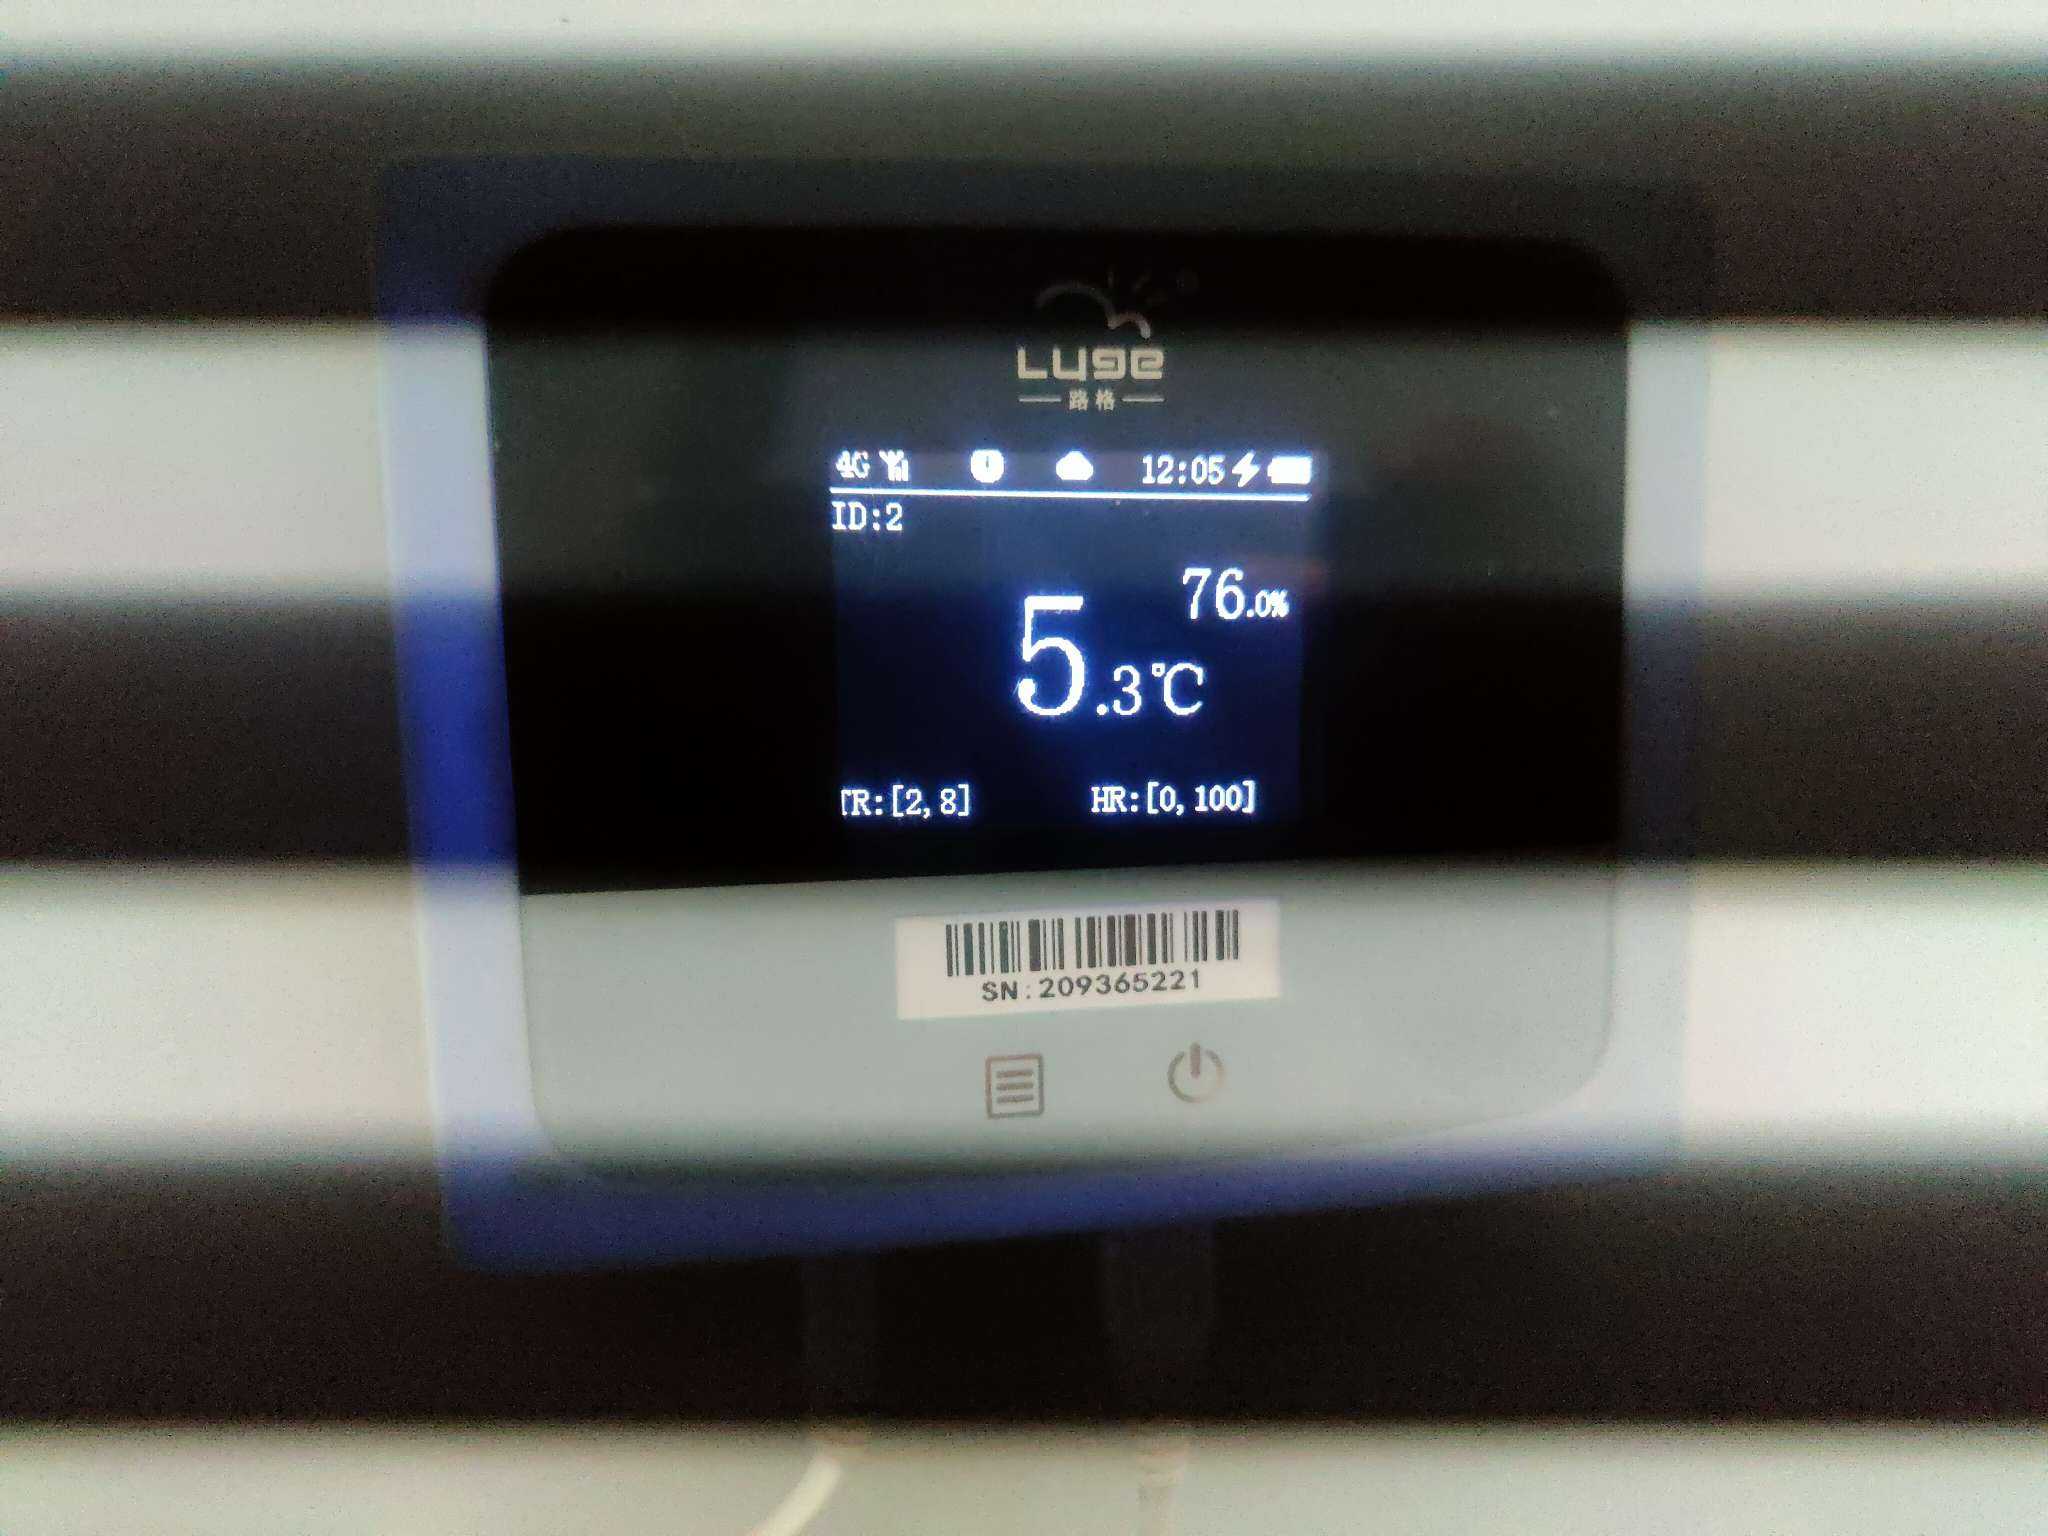 Luge
路格
4G 12:05
ID:2
76.0%
5.3℃
TR:[2,8] HR:[0,100]
SN:209365221